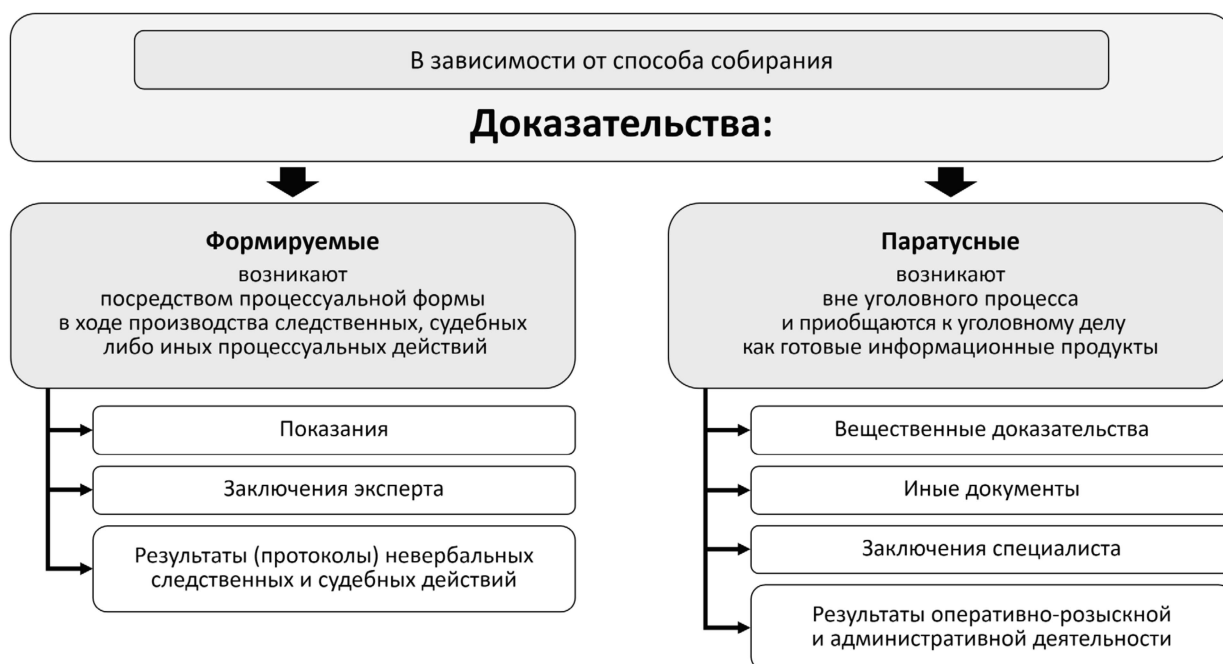 В зависимости от способа собирания
Доказательства:
Формируемые
возникают
посредством процессуальной формы
в ходе производства следственных, судебных
либо иных процессуальных действий
Показания
Заключения эксперта
Результаты (протоколы) невербальных
следственных и судебных действий
Паратусные
возникают
вне уголовного процесса
и приобщаются к уголовному делу
как готовые информационные продукты
Вещественные доказательства
Иные документы
Заключения специалиста
Результаты оперативно-розыскной
и административной деятельности